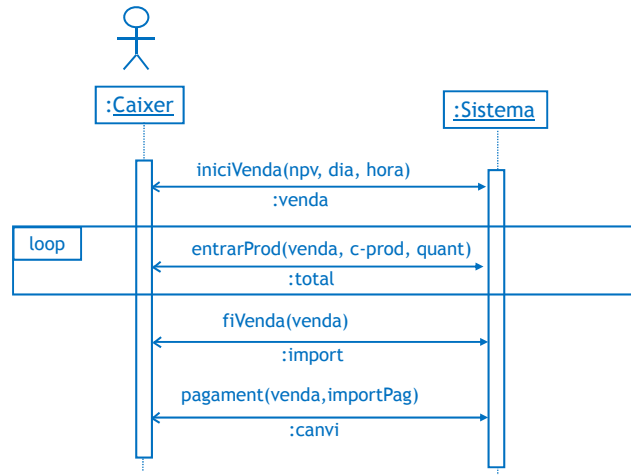 :Caixer
:Sistema
iniciVenda(npv, dia, hora)
:venda
loop
entrarProd(venda, c-prod, quant)
:total
fiVenda(venda)
:import
pagament(venda,importPag)
:canvi